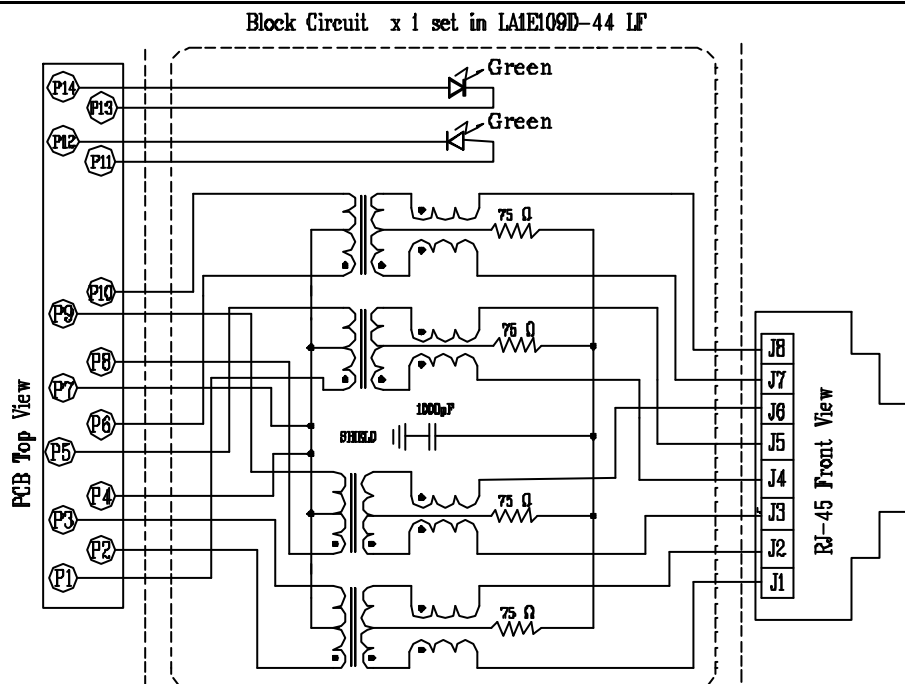 Block Circuit x 1 set in LA1E109D-44 LF
P14
Green
P13
P12
Green
P11
75 Ω
P10
P9
75 Ω
P8
P7
P6
P5
1000pF
SHIELD
P4
P3
75 Ω
P2
P1
75 Ω
PCB Top View
J8
J7
J6
J5
J4
J3
J2
J1
RJ-45 Front View